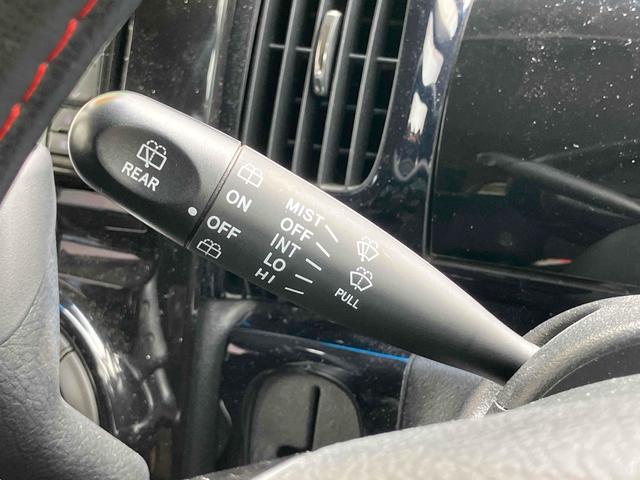 REAR
ON
OFF
MIST
OFF
INT
LO
HI
PULL